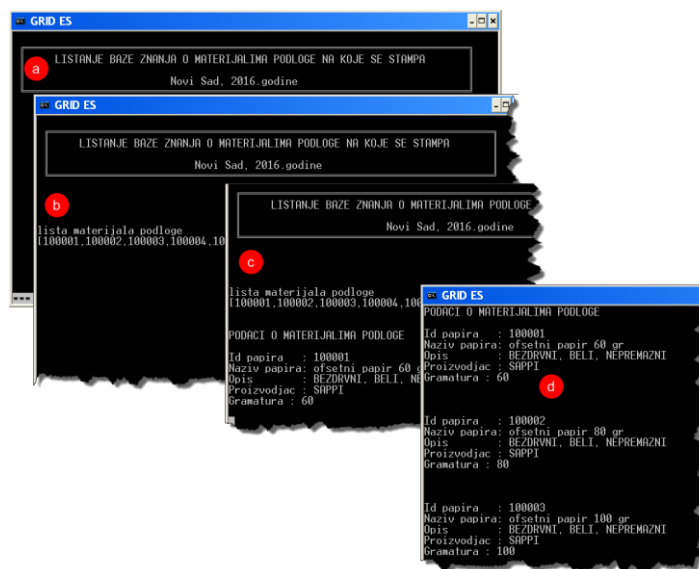 GRID ES
LISTANJE BAZE ZNANJA O MATERIJALIMA PODLOGE NA KOJE SE STAMPA
Novi Sad, 2016.godine
a
GRID ES
LISTANJE BAZE ZNANJA O MATERIJALIMA PODLOGE NA KOJE SE STAMPA
Novi Sad, 2016.godine
b
lista materijala podloge
[100001,100002,100003,100004,10
LISTANJE BAZE ZNANJA O MATERIJALIMA PODLOGE
Novi Sad, 2016.godine
c
lista materijala podloge
[100001,100002,100003,100004,100
PODACI O MATERIJALIMA PODLOGE
Id papira : 100001
Naziv papira: ofsetni papir 60 g
Opis : BEZDRVNI, BELI, NE
Proizvodjac : SAPPI
Gramatura : 60
GRID ES
PODACI O MATERIJALIMA PODLOGE
Id papira : 100001
Naziv papira: ofsetni papir 60 gr
Opis : BEZDRVNI, BELI, NEPREMAZNI
Proizvodjac : SAPPI
Gramatura : 60
d
Id papira : 100002
Naziv papira: ofsetni papir 80 gr
Opis : BEZDRVNI, BELI, NEPREMAZNI
Proizvodjac : SAPPI
Gramatura : 80
Id papira : 100003
Naziv papira: ofsetni papir 100 gr
Opis : BEZDRVNI, BELI, NEPREMAZNI
Proizvodjac : SAPPI
Gramatura : 100